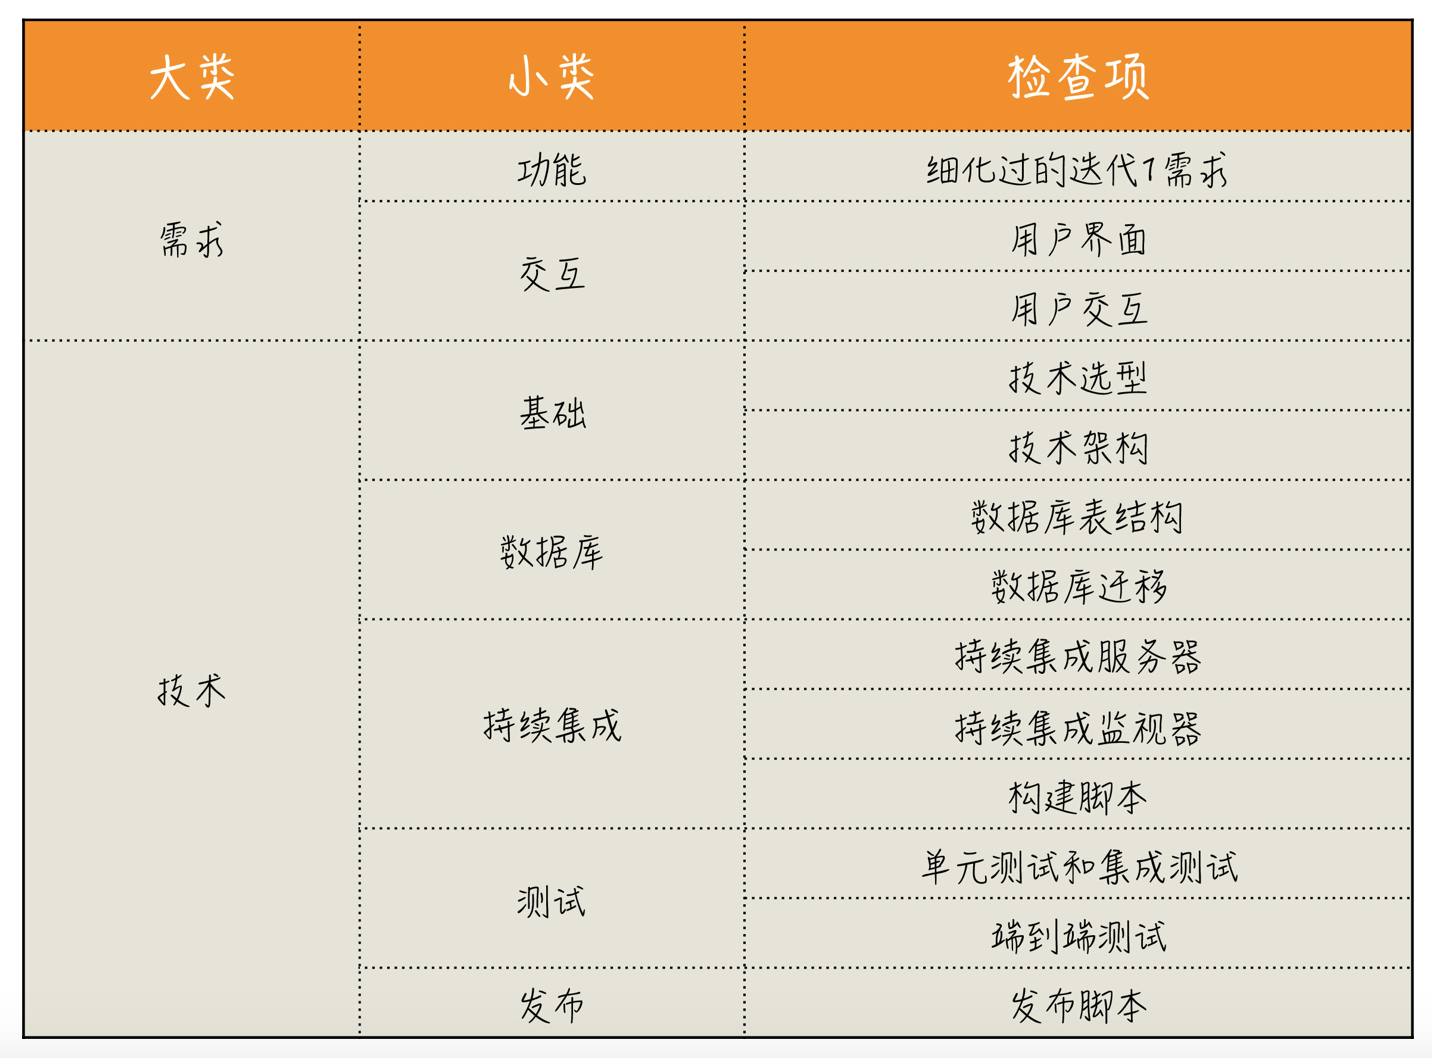 大类 小类 检查项
需求 功能 细化过的迭代1需求
交互 用户界面
用户交互
技术 基础 技术选型
技术架构
数据库 数据库表结构
数据库迁移
持续集成 持续集成服务器
持续集成监视器
构建脚本
测试 单元测试和集成测试
端到端测试
发布 发布脚本